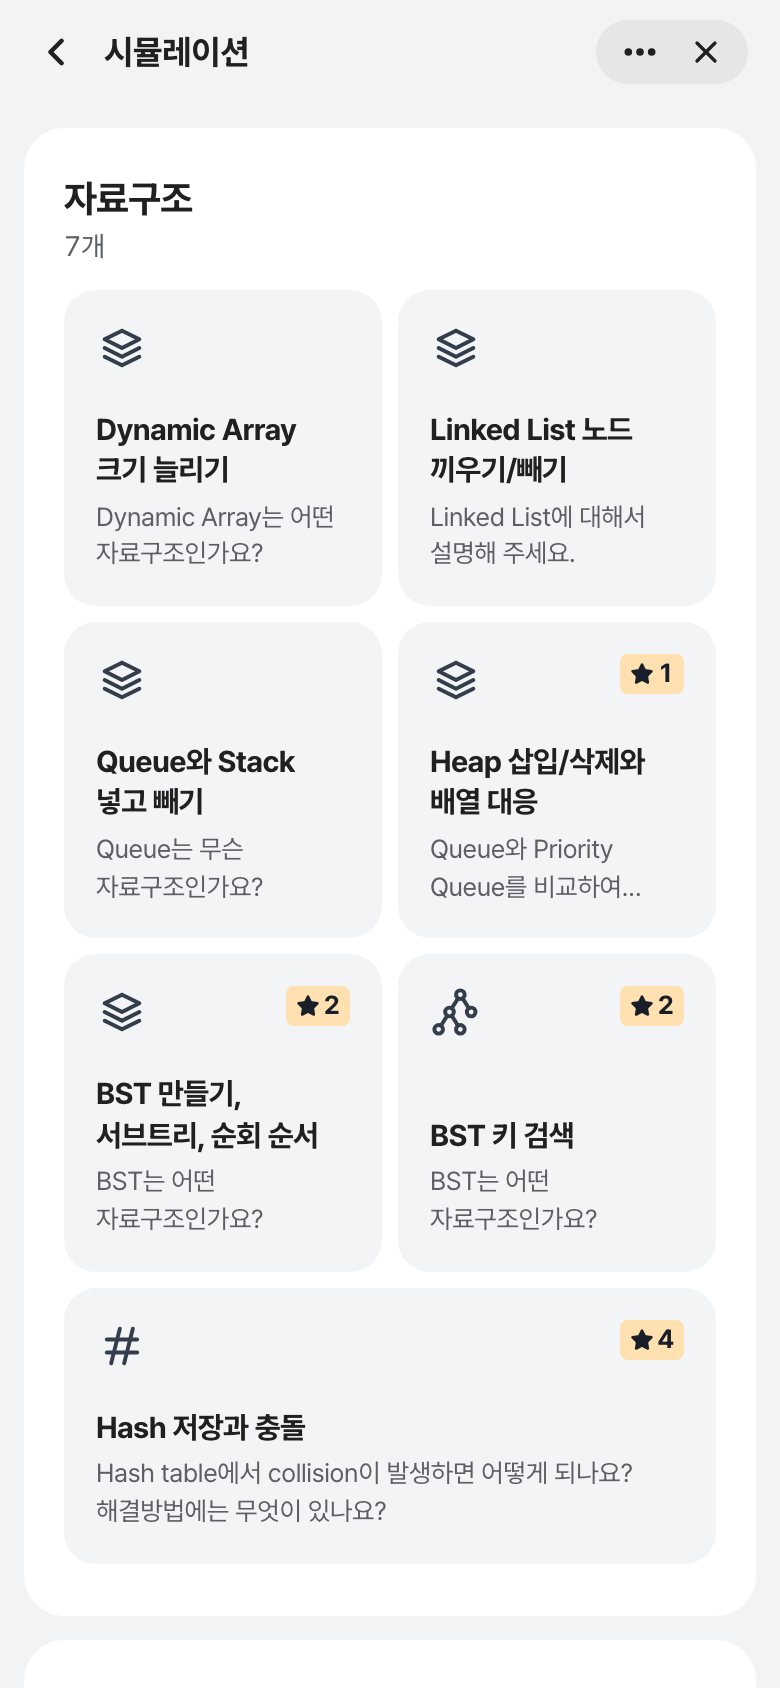 시뮬레이션
자료구조
7개
Dynamic Array
크기 늘리기
Dynamic Array는 어떤
자료구조인가요?
Linked List 노드
끼우기/빼기
Linked List에 대해서
설명해 주세요.
Queue와 Stack
넣고 빼기
Queue는 무슨
자료구조인가요?
1
Heap 삽입/삭제와
배열 대응
Queue와 Priority
Queue를 비교하여...
2
BST 만들기,
서브트리, 순회 순서
BST는 어떤
자료구조인가요?
2
BST 키 검색
BST는 어떤
자료구조인가요?
4
Hash 저장과 충돌
Hash table에서 collision이 발생하면 어떻게 되나요?
해결방법에는 무엇이 있나요?